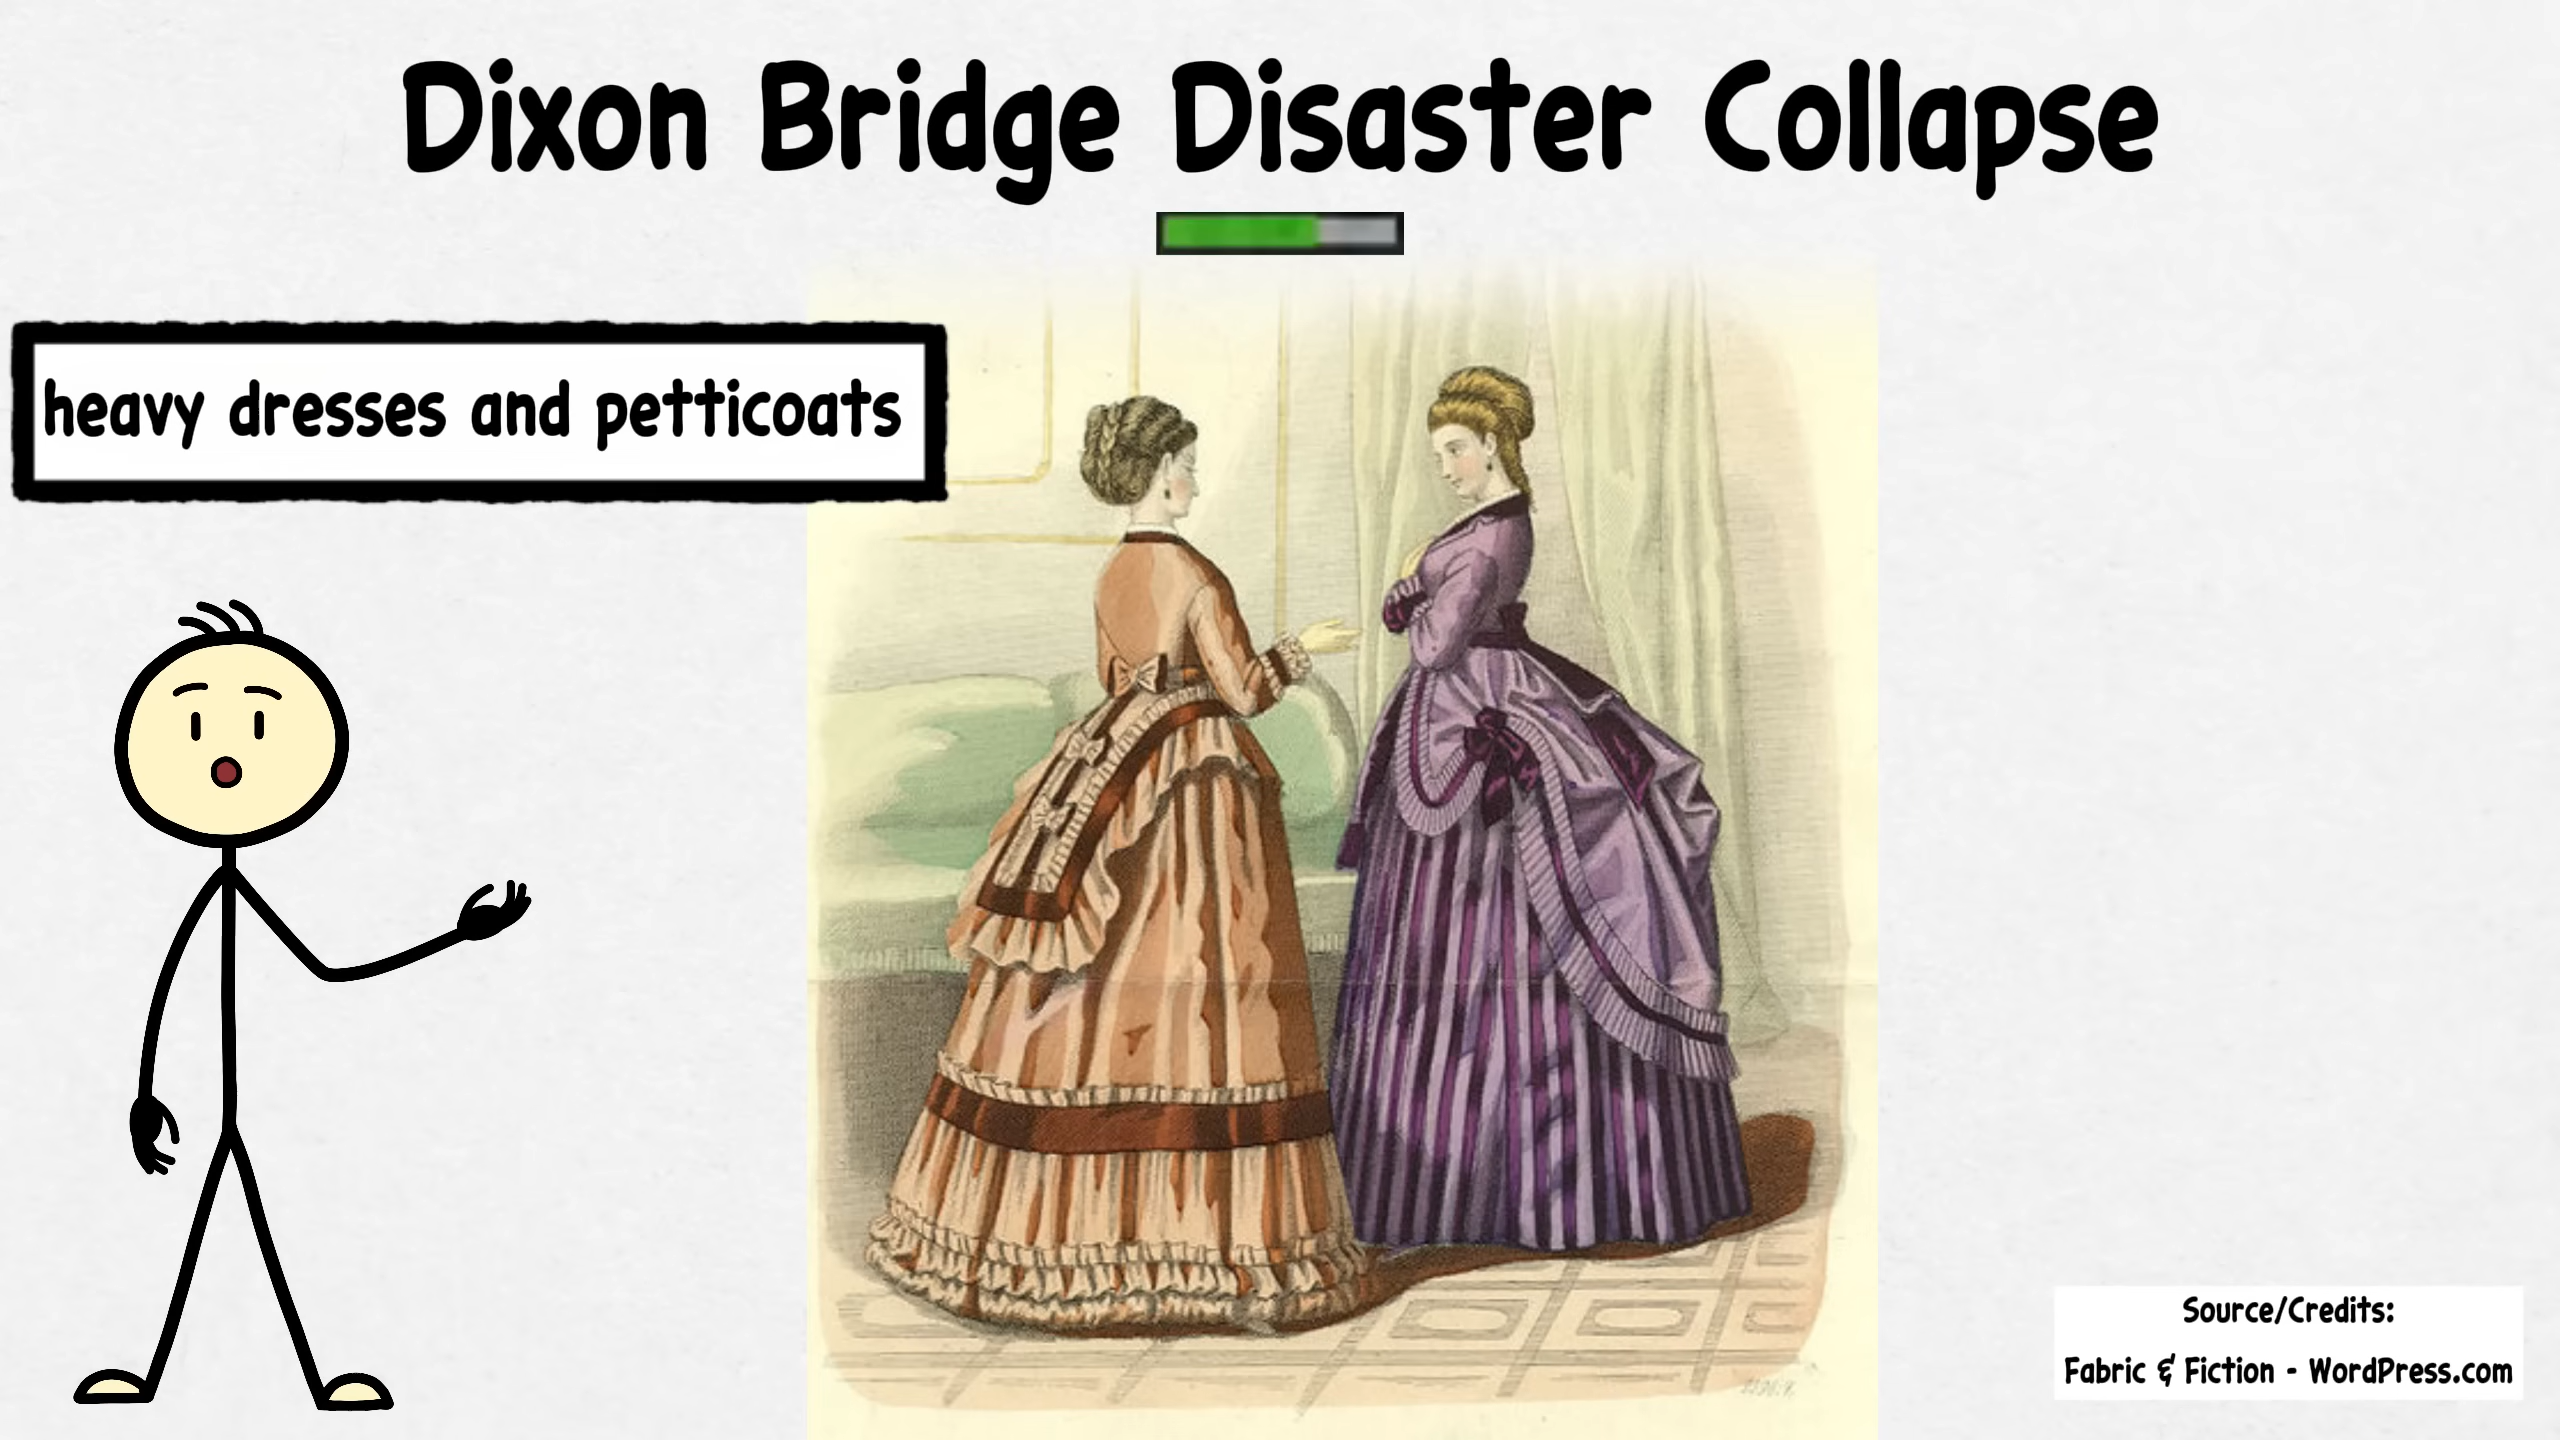 Dixon Bridge Disaster Collapse
heavy dresses and petticoats
Source/Credits:
Fabric & Fiction - WordPress.com